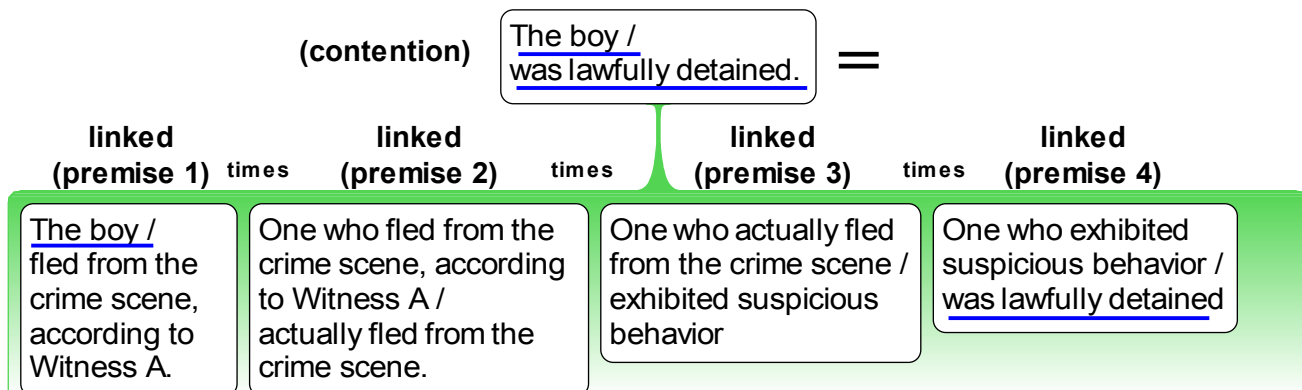 (contention)
The boy /
was lawfully detained.
=
linked
(premise 1)
times
linked
(premise 2)
times
linked
(premise 3)
times
linked
(premise 4)
The boy /
fled from the
crime scene,
according to
Witness A.
One who fled from the
crime scene, according
to Witness A /
actually fled from the
crime scene.
One who actually fled
from the crime scene /
exhibited suspicious
behavior
One who exhibited
suspicious behavior /
was lawfully detained